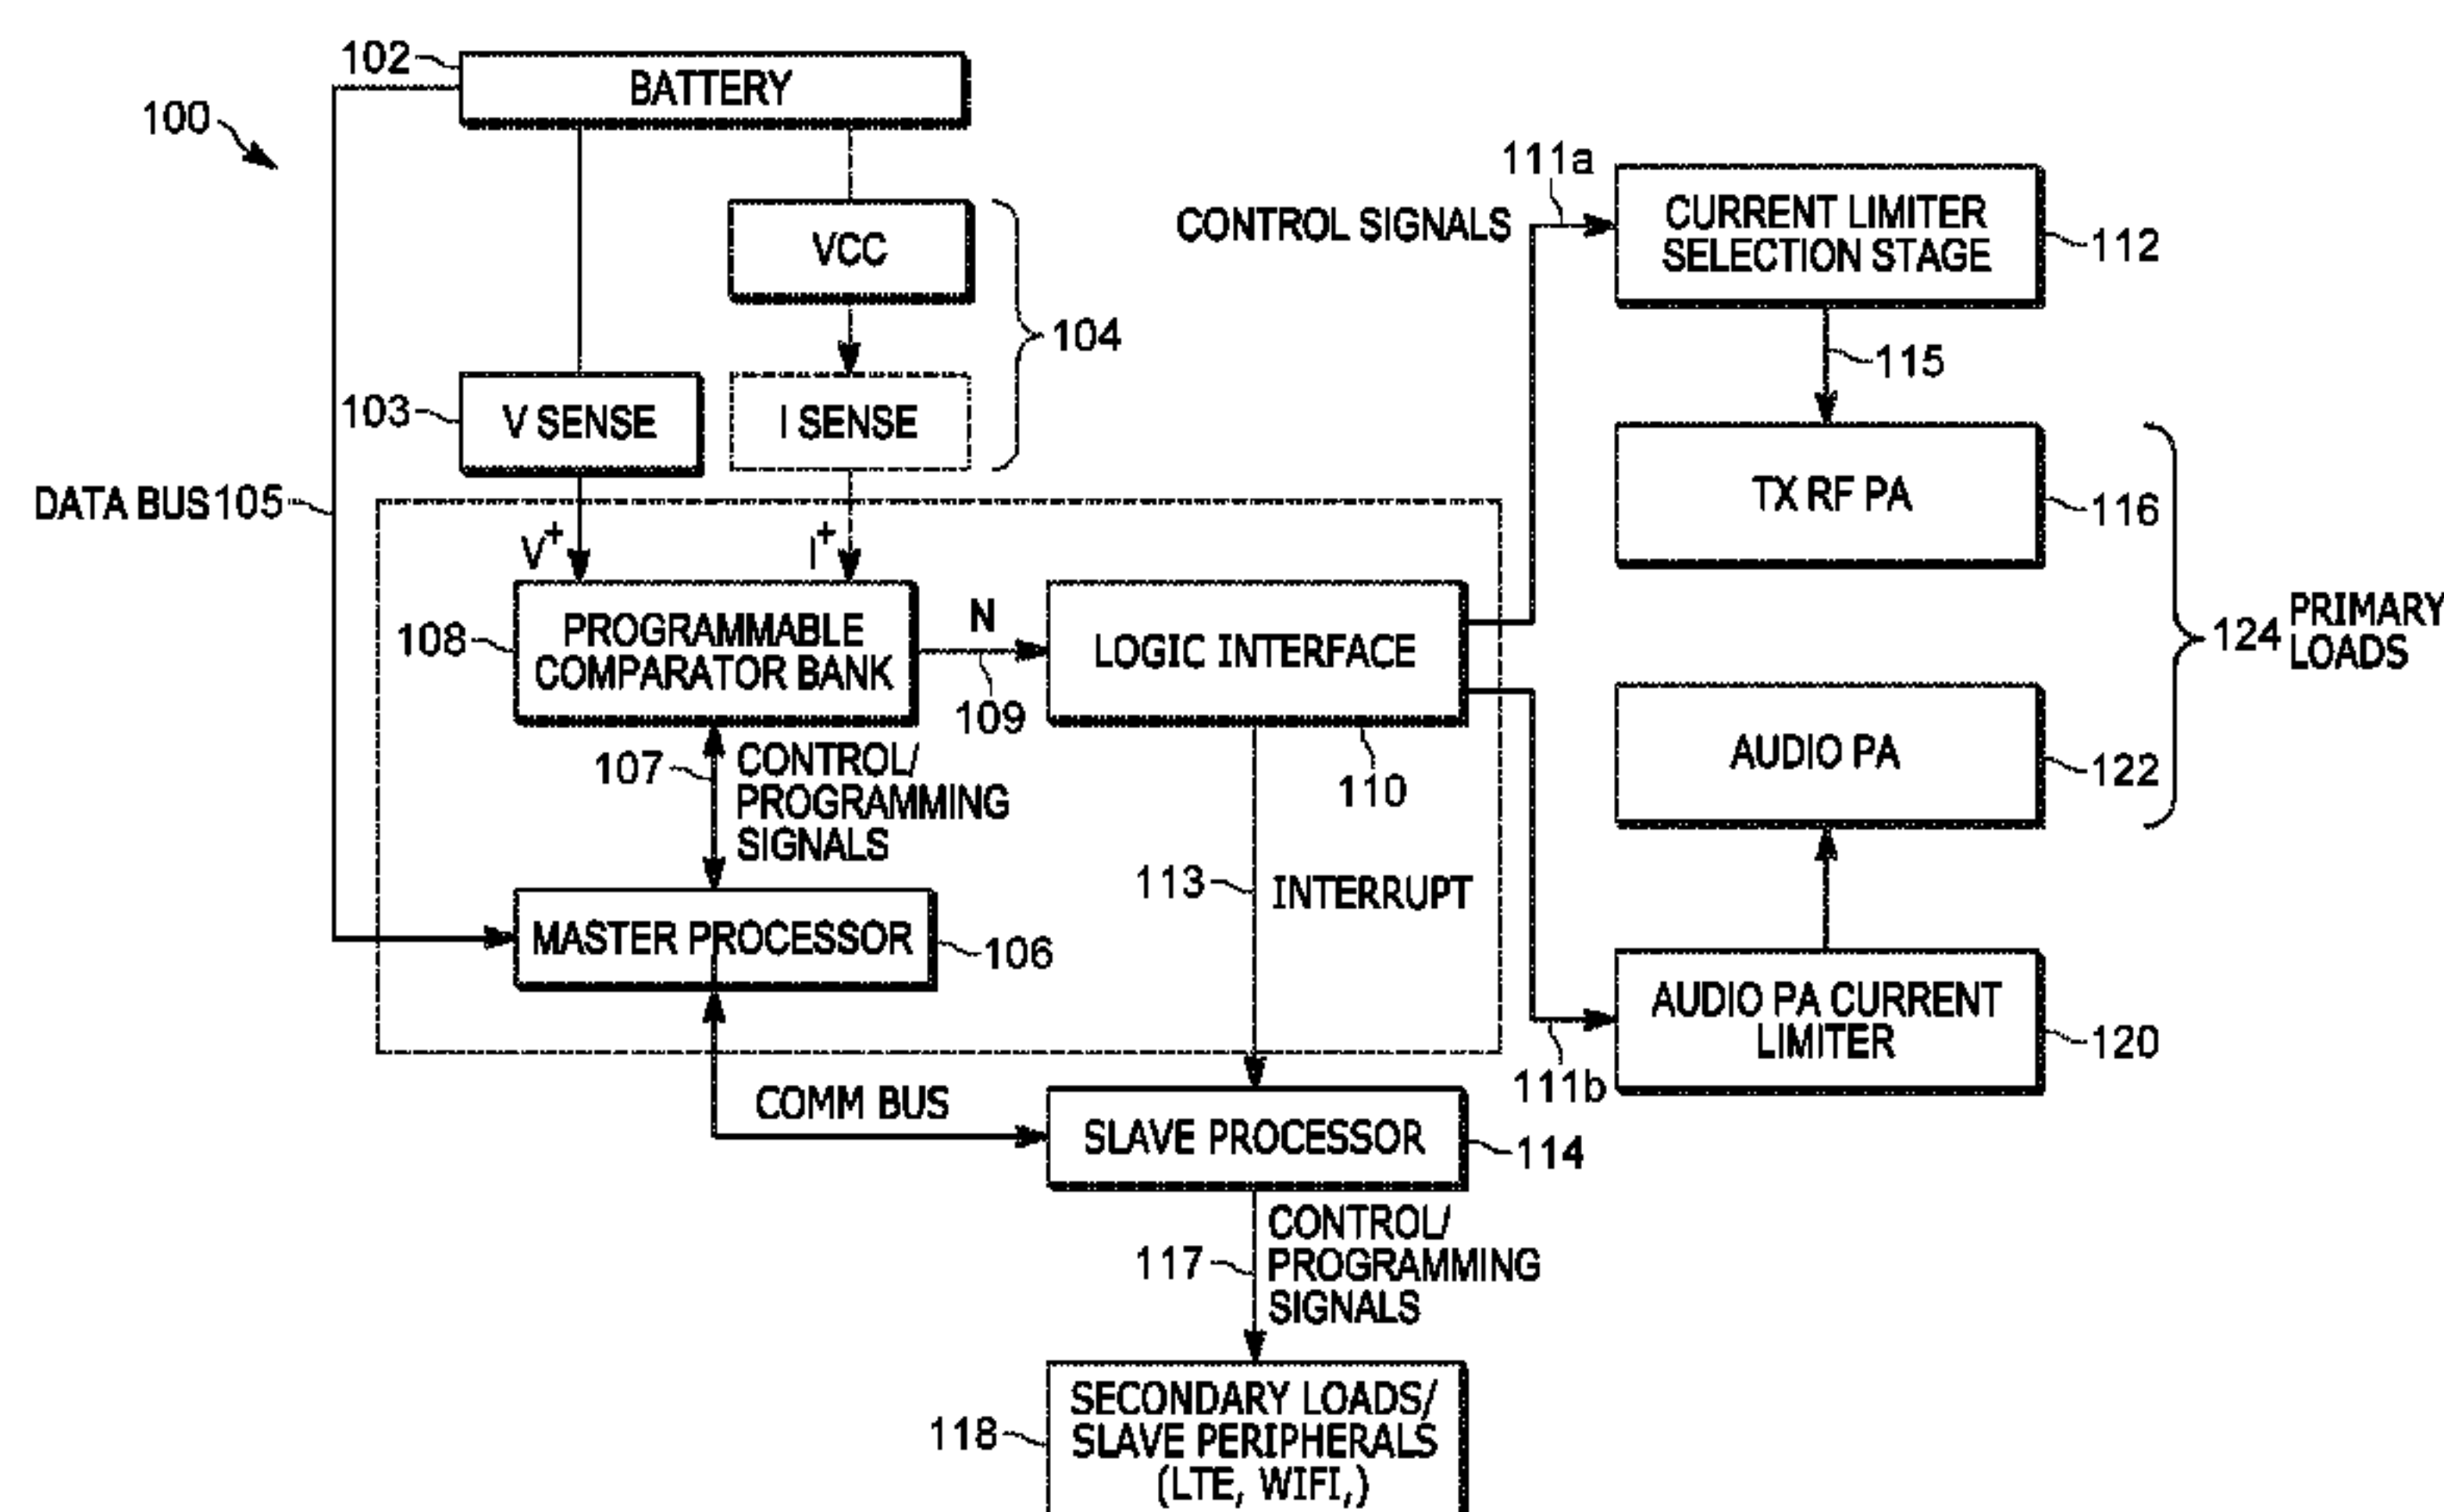 102
BATTERY
100
111a
CONTROL SIGNALS
CURRENT LIMITER
SELECTION STAGE
112
VCC
104
115
103
V SENSE
I SENSE
DATA BUS 105
TX RF PA
116
V+
I+
108
PROGRAMMABLE
COMPARATOR BANK
N
109
LOGIC INTERFACE
110
124
PRIMARY
LOADS
107
CONTROL/
PROGRAMMING
SIGNALS
AUDIO PA
122
113
INTERRUPT
MASTER PROCESSOR
106
AUDIO PA CURRENT
LIMITER
120
111b
COMM BUS
SLAVE PROCESSOR
114
117
CONTROL/
PROGRAMMING
SIGNALS
118
SECONDARY LOADS/
SLAVE PERIPHERALS
(LTE, WIFI,)